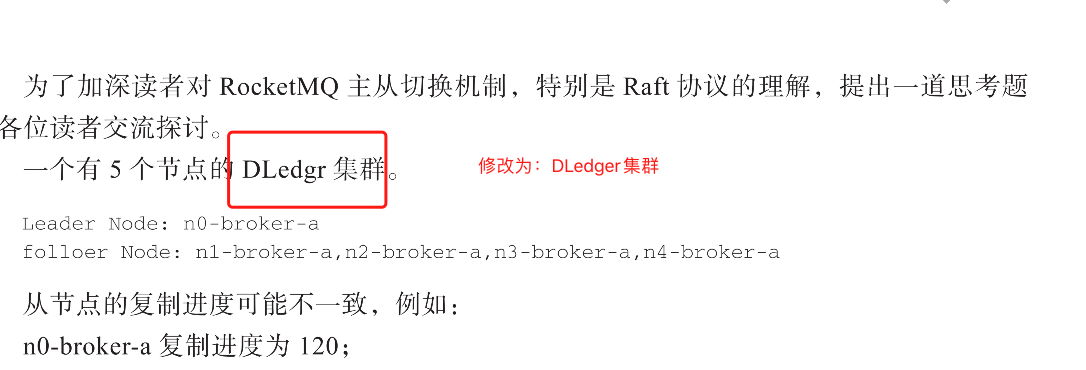 为了加深读者对 RocketMQ 主从切换机制，特别是 Raft 协议的理解，提出一道思考题
各位读者交流探讨。
一个有 5 个节点的 DLedgr 集群。
修改为：DLedger集群
Leader Node: n0-broker-a
folloer Node: n1-broker-a,n2-broker-a,n3-broker-a,n4-broker-a
从节点的复制进度可能不一致，例如：
n0-broker-a 复制进度为 120；